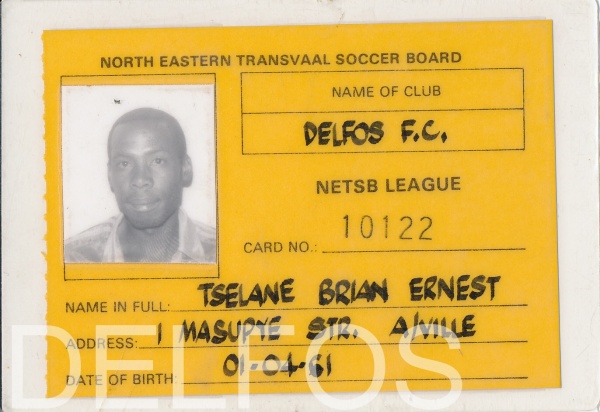 NORTH EASTERN TRANSVAAL SOCCER BOARD
NAME OF CLUB
DELFOS F.C.
NETSB LEAGUE
CARD NO.: 10122
NAME IN FULL: TSELANE BRIAN ERNEST
ADDRESS: 1 MASUPYE STR. A/VILLE
DATE OF BIRTH: 01-04-61
DELFOS